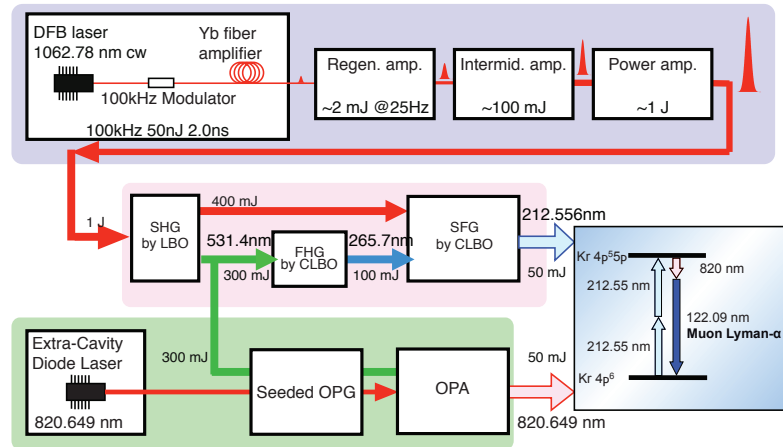 DFB laser
1062.78 nm cw
Yb fiber
amplifier
100kHz Modulator
100kHz 50nJ 2.0ns
Regen. amp.
~2 mJ @25Hz
Intermid. amp.
~100 mJ
Power amp.
~1 J
1 J
SHG
by LBO
400 mJ
531.4nm
300 mJ
FHG
by CLBO
265.7nm
100 mJ
SFG
by CLBO
212.556nm
50 mJ
Kr 4p⁵5p
820 nm
212.55 nm
122.09 nm
Muon Lyman-α
212.55 nm
Kr 4p⁶
Extra-Cavity
Diode Laser
820.649 nm
300 mJ
Seeded OPG
OPA
50 mJ
820.649 nm